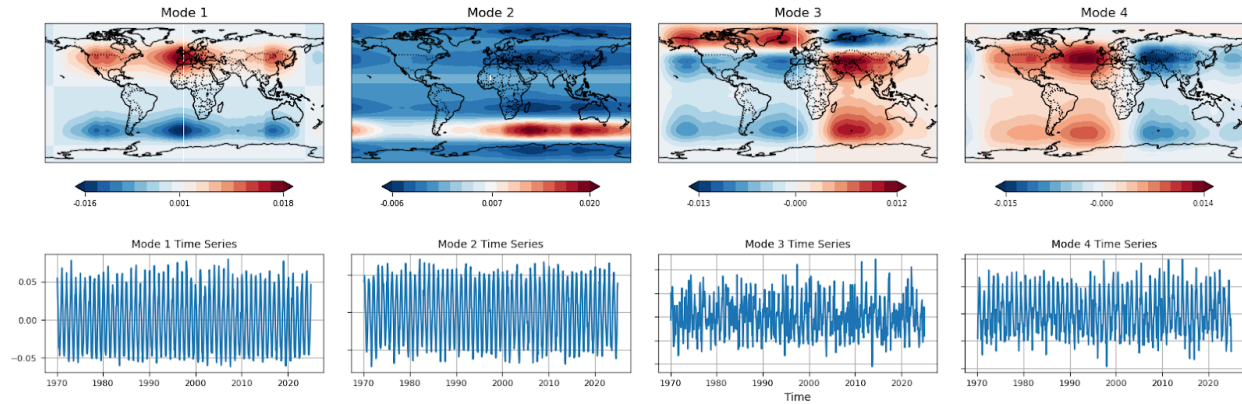 Mode 1 Mode 2 Mode 3 Mode 4
-0.016 0.001 0.018 -0.006 0.007 0.020 -0.013 -0.000 0.012 -0.015 -0.000 0.014
Mode 1 Time Series Mode 2 Time Series Mode 3 Time Series Mode 4 Time Series
0.05
0.00
-0.05
1970 1980 1990 2000 2010 2020 1970 1980 1990 2000 2010 2020 1970 1980 1990 2000 2010 2020 1970 1980 1990 2000 2010 2020
Time